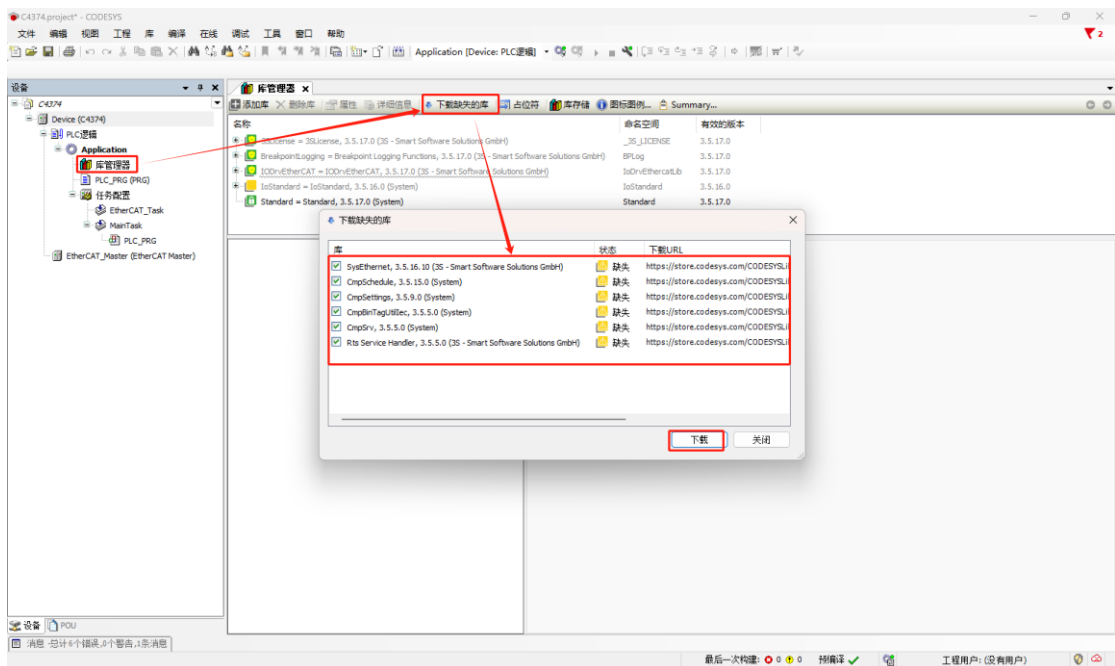 C4374.project* - CODESYS
文件 编辑 视图 工程 库 编译 在线 调试 工具 窗口 帮助
2
Application [Device: PLC逻辑]
设备
库管理器
C4374
添加库 删除库 属性 详细信息 下载缺失的库 占位符 库存储 图标图例... Summary...
Device (C4374)
名称 命名空间 有效的版本
PLC逻辑
3SLicense = 3SLicense, 3.5.17.0 (3S - Smart Software Solutions GmbH) _3S_LICENSE 3.5.17.0
Application
BreakpointLogging = Breakpoint Logging Functions, 3.5.17.0 (3S - Smart Software Solutions GmbH) BPLog 3.5.17.0
库管理器
IODrvEtherCAT = IODrvEtherCAT, 3.5.17.0 (3S - Smart Software Solutions GmbH) IoDrvEthercatLib 3.5.17.0
PLC_PRG (PRG)
IoStandard = IoStandard, 3.5.16.0 (System) IoStandard 3.5.16.0
任务配置
Standard = Standard, 3.5.17.0 (System) Standard 3.5.17.0
EtherCAT_Task
MainTask
PLC_PRG
EtherCAT_Master (EtherCAT Master)
下载缺失的库
库 状态 下载URL
SysEthernet, 3.5.16.10 (3S - Smart Software Solutions GmbH) 缺失 https://store.codesys.com/CODESYSLi
CmpSchedule, 3.5.15.0 (System) 缺失 https://store.codesys.com/CODESYSLi
CmpSettings, 3.5.9.0 (System) 缺失 https://store.codesys.com/CODESYSLi
CmpBinTagUtilIec, 3.5.5.0 (System) 缺失 https://store.codesys.com/CODESYSLi
CmpSrv, 3.5.5.0 (System) 缺失 https://store.codesys.com/CODESYSLi
Rts Service Handler, 3.5.5.0 (3S - Smart Software Solutions GmbH) 缺失 https://store.codesys.com/CODESYSLi
下载 关闭
设备 POU
消息 -总计6个错误,0个警告,1条消息
最后一次构建: 0 0 预编译 工程用户: (没有用户)